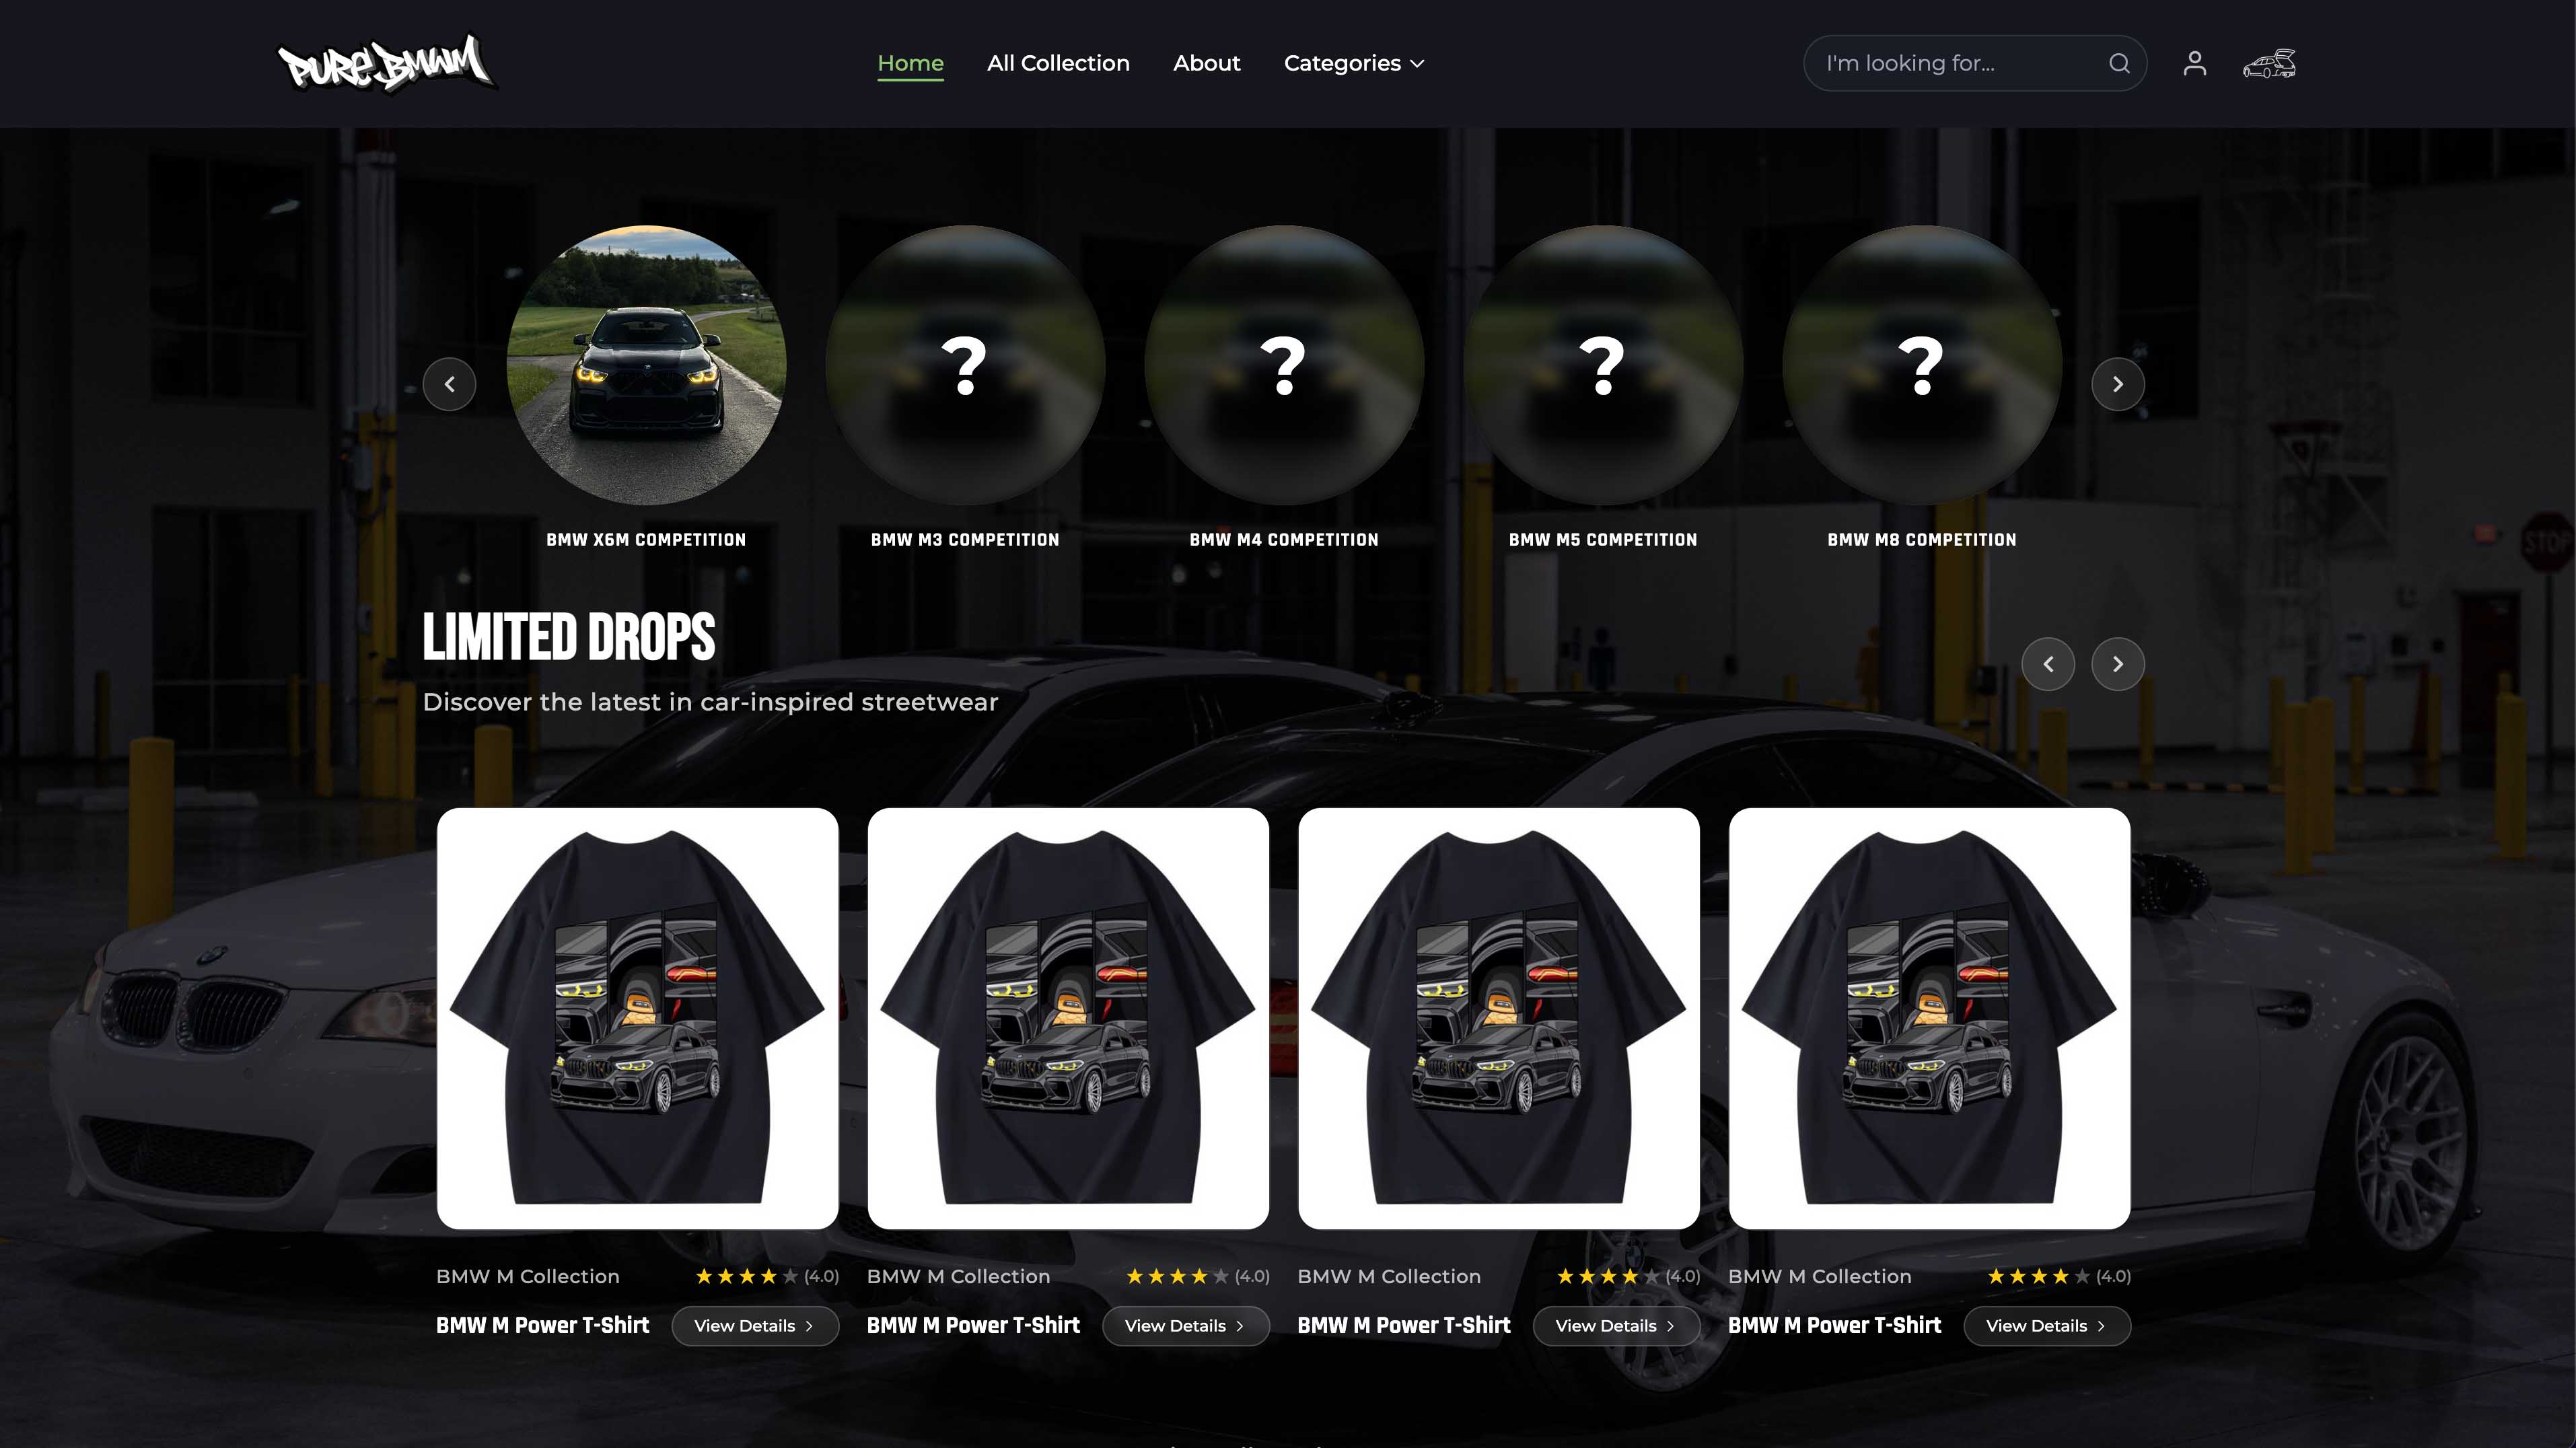 PURE BMWM
Home
All Collection
About
Categories
I'm looking for...
?
?
?
?
BMW X6M COMPETITION
BMW M3 COMPETITION
BMW M4 COMPETITION
BMW M5 COMPETITION
BMW M8 COMPETITION
LIMITED DROPS
Discover the latest in car-inspired streetwear
STOP
BMW M Collection
(4.0)
BMW M Power T-Shirt
View Details
BMW M Collection
(4.0)
BMW M Power T-Shirt
View Details
BMW M Collection
(4.0)
BMW M Power T-Shirt
View Details
BMW M Collection
(4.0)
BMW M Power T-Shirt
View Details